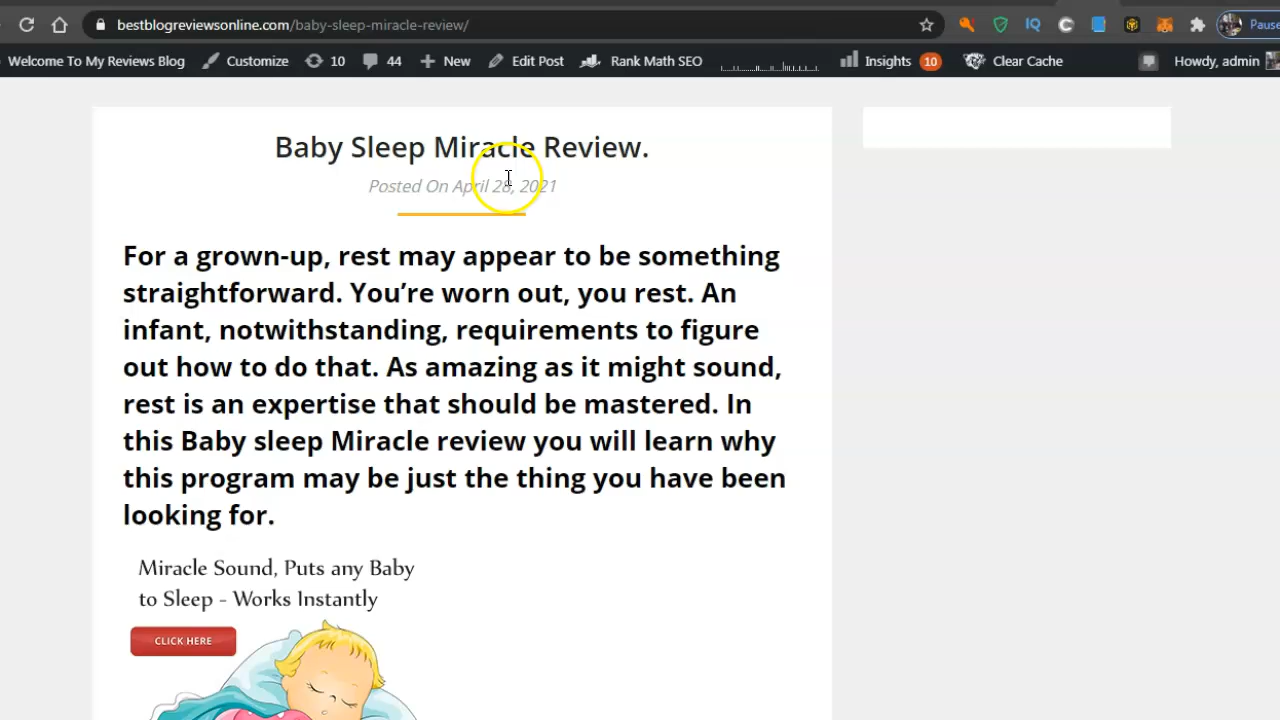 bestblogreviewsonline.com/baby-sleep-miracle-review/
IQ
Pause
Welcome To My Reviews Blog Customize 10 44 New Edit Post Rank Math SEO Insights 10 Clear Cache Howdy, admin
Baby Sleep Miracle Review.
Posted On April 28, 2021
For a grown-up, rest may appear to be something
straightforward. You’re worn out, you rest. An
infant, notwithstanding, requirements to figure
out how to do that. As amazing as it might sound,
rest is an expertise that should be mastered. In
this Baby sleep Miracle review you will learn why
this program may be just the thing you have been
looking for.
Miracle Sound, Puts any Baby
to Sleep - Works Instantly
CLICK HERE